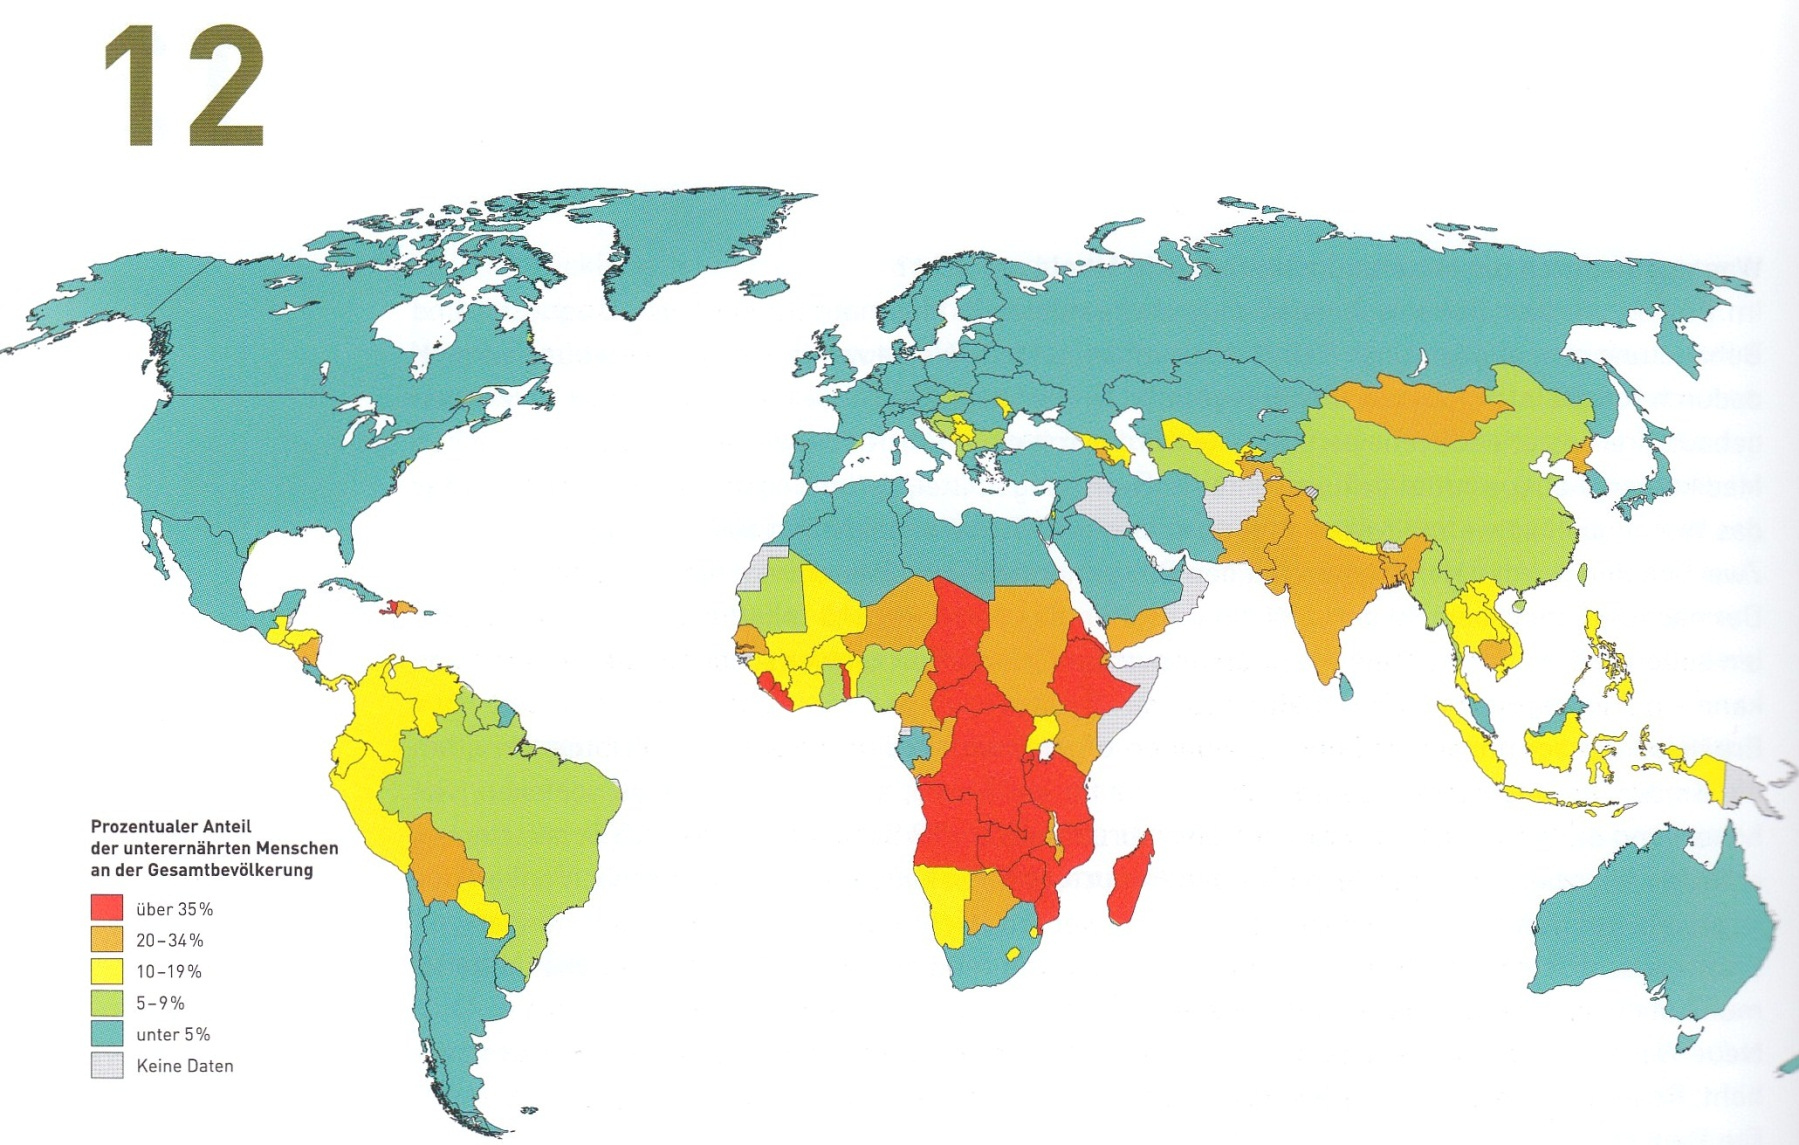 12
Prozentualer Anteil
der unterernährten Menschen
an der Gesamtbevölkerung
über 35%
20–34%
10–19%
5–9%
unter 5%
Keine Daten